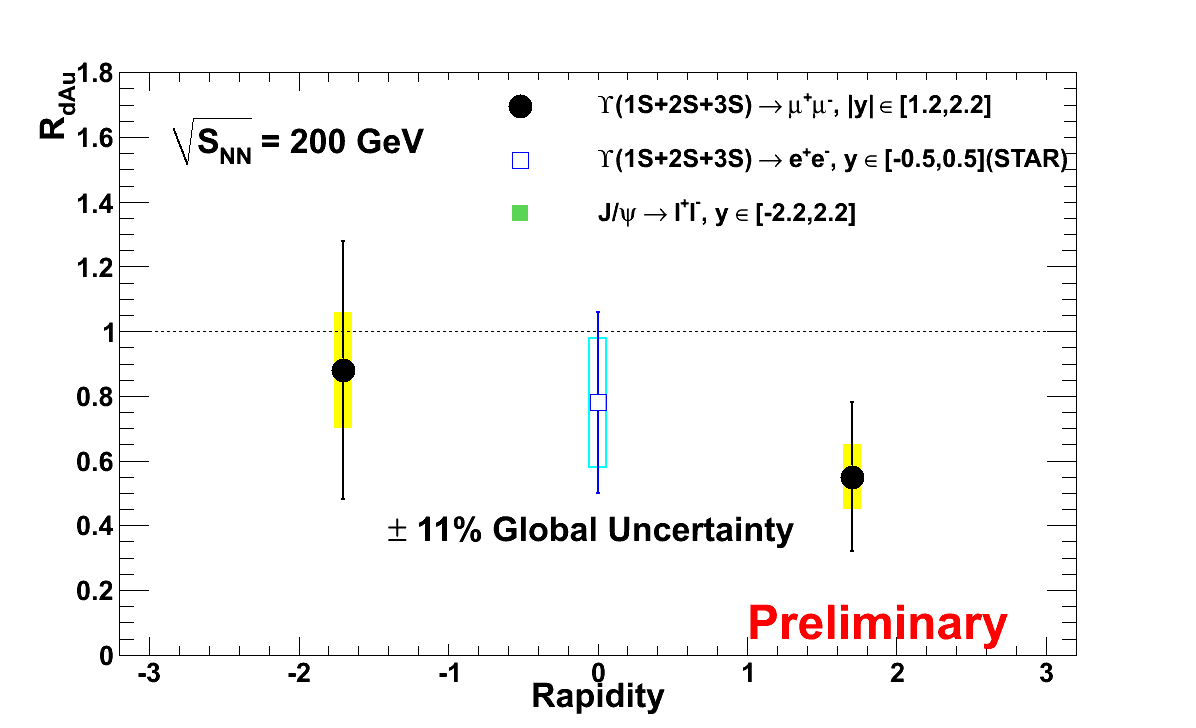 R_dAu
1.8
1.6
1.4
1.2
1
0.8
0.6
0.4
0.2
0
√S_NN = 200 GeV
ϒ(1S+2S+3S) → μ⁺μ⁻, |y| ∈ [1.2,2.2]
ϒ(1S+2S+3S) → e⁺e⁻, y ∈ [-0.5,0.5](STAR)
J/ψ → l⁺l⁻, y ∈ [-2.2,2.2]
± 11% Global Uncertainty
Preliminary
-3 -2 -1 0 1 2 3
Rapidity